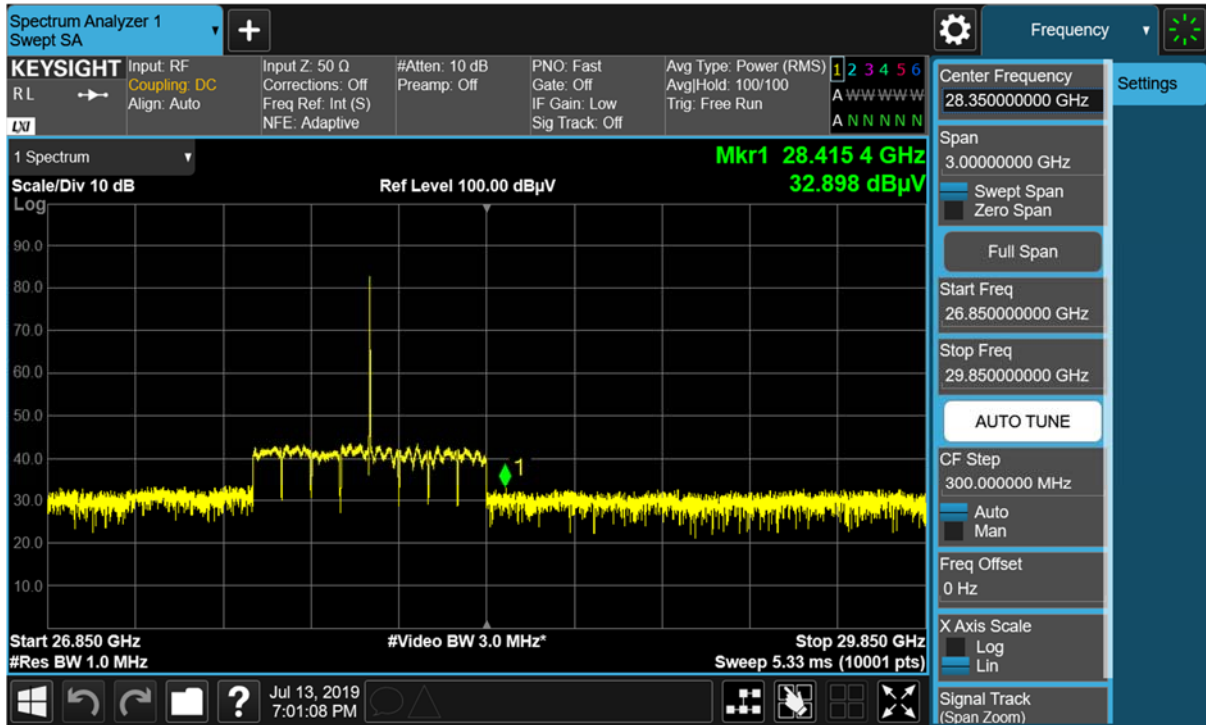 Spectrum Analyzer 1
Swept SA
Frequency
KEYSIGHT
R L
LXI
Input: RF
Coupling: DC
Align: Auto
Input Z: 50 Ω
Corrections: Off
Freq Ref: Int (S)
NFE: Adaptive
#Atten: 10 dB
Preamp: Off
PNO: Fast
Gate: Off
IF Gain: Low
Sig Track: Off
Avg Type: Power (RMS)
Avg|Hold: 100/100
Trig: Free Run
1 2 3 4 5 6
A W W W W W
A N N N N N
1 Spectrum
Mkr1 28.415 4 GHz
32.898 dBµV
Scale/Div 10 dB
Ref Level 100.00 dBµV
Log
90.0
80.0
70.0
60.0
50.0
40.0
30.0
20.0
10.0
1
Start 26.850 GHz
#Video BW 3.0 MHz*
Stop 29.850 GHz
#Res BW 1.0 MHz
Sweep 5.33 ms (10001 pts)
?
Jul 13, 2019
7:01:08 PM
Center Frequency
28.350000000 GHz
Settings
Span
3.00000000 GHz
Swept Span
Zero Span
Full Span
Start Freq
26.850000000 GHz
Stop Freq
29.850000000 GHz
AUTO TUNE
CF Step
300.000000 MHz
Auto
Man
Freq Offset
0 Hz
X Axis Scale
Log
Lin
Signal Track
(Span Zoom)